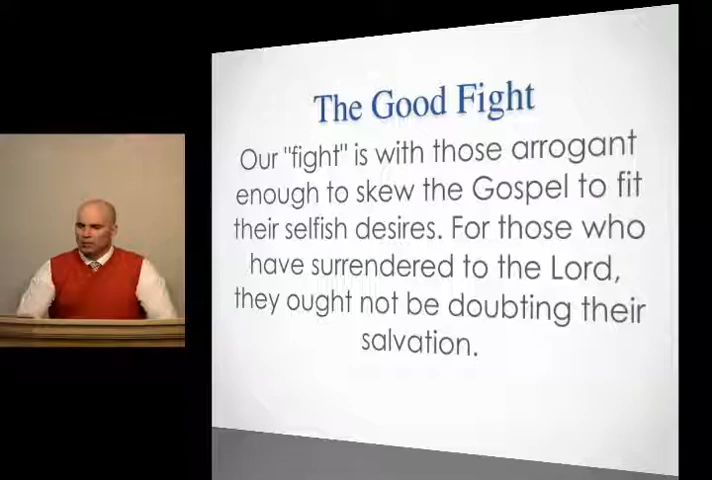 The Good Fight
Our "fight" is with those arrogant
enough to skew the Gospel to fit
their selfish desires. For those who
have surrendered to the Lord,
they ought not be doubting their
salvation.